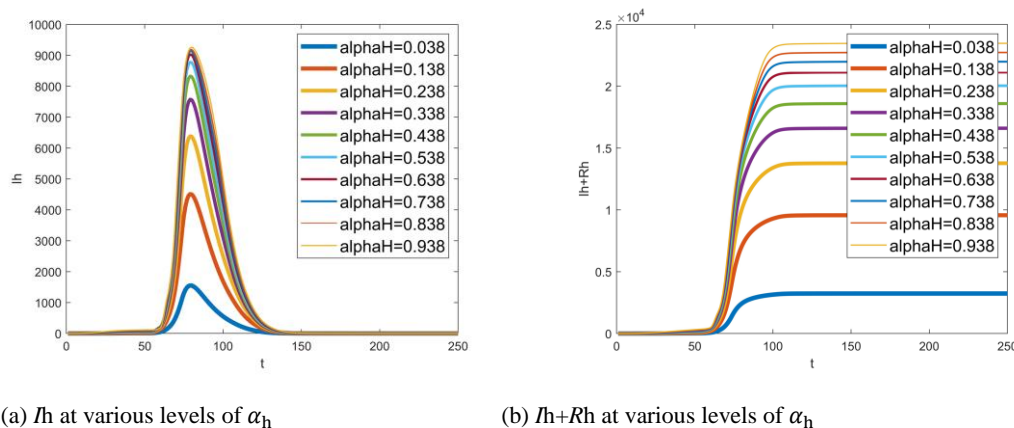 10000
9000
8000
7000
6000
5000
4000
3000
2000
1000
0
Ih
0 50 100 150 200 250
t
alphaH=0.038
alphaH=0.138
alphaH=0.238
alphaH=0.338
alphaH=0.438
alphaH=0.538
alphaH=0.638
alphaH=0.738
alphaH=0.838
alphaH=0.938
×10⁴
2.5
2
1.5
1
0.5
0
Ih+Rh
0 50 100 150 200 250
t
alphaH=0.038
alphaH=0.138
alphaH=0.238
alphaH=0.338
alphaH=0.438
alphaH=0.538
alphaH=0.638
alphaH=0.738
alphaH=0.838
alphaH=0.938
(a) Ih at various levels of αh
(b) Ih+Rh at various levels of αh